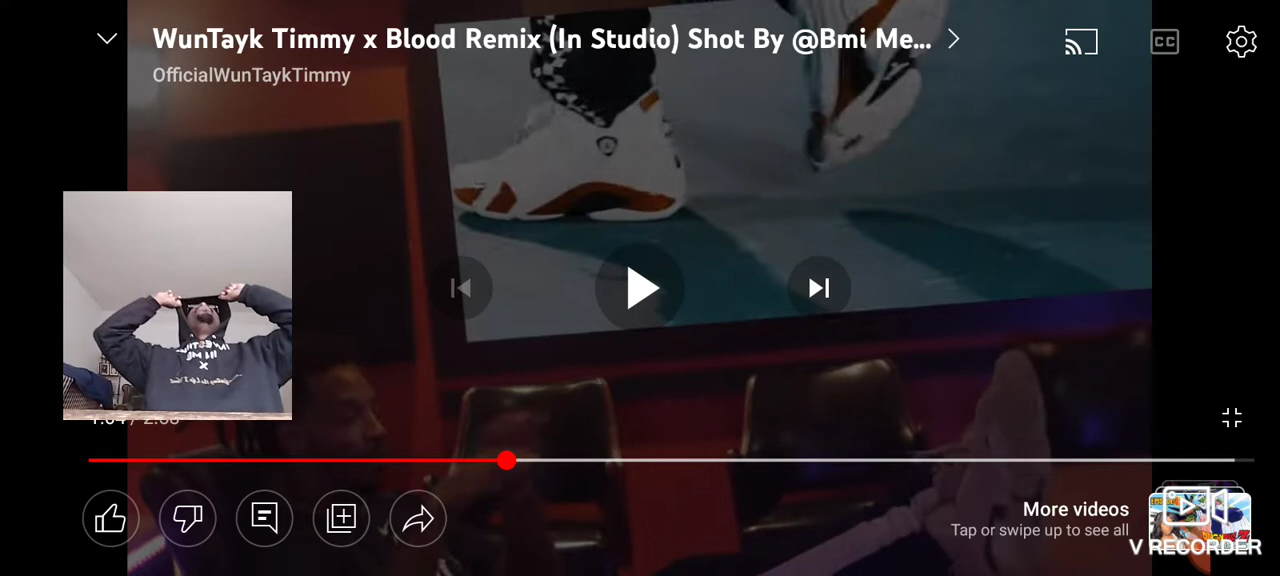 WunTayk Timmy x Blood Remix (In Studio) Shot By @Bmi Me...
OfficialWunTaykTimmy
CC
X
More videos
Tap or swipe up to see all
V RECORDER